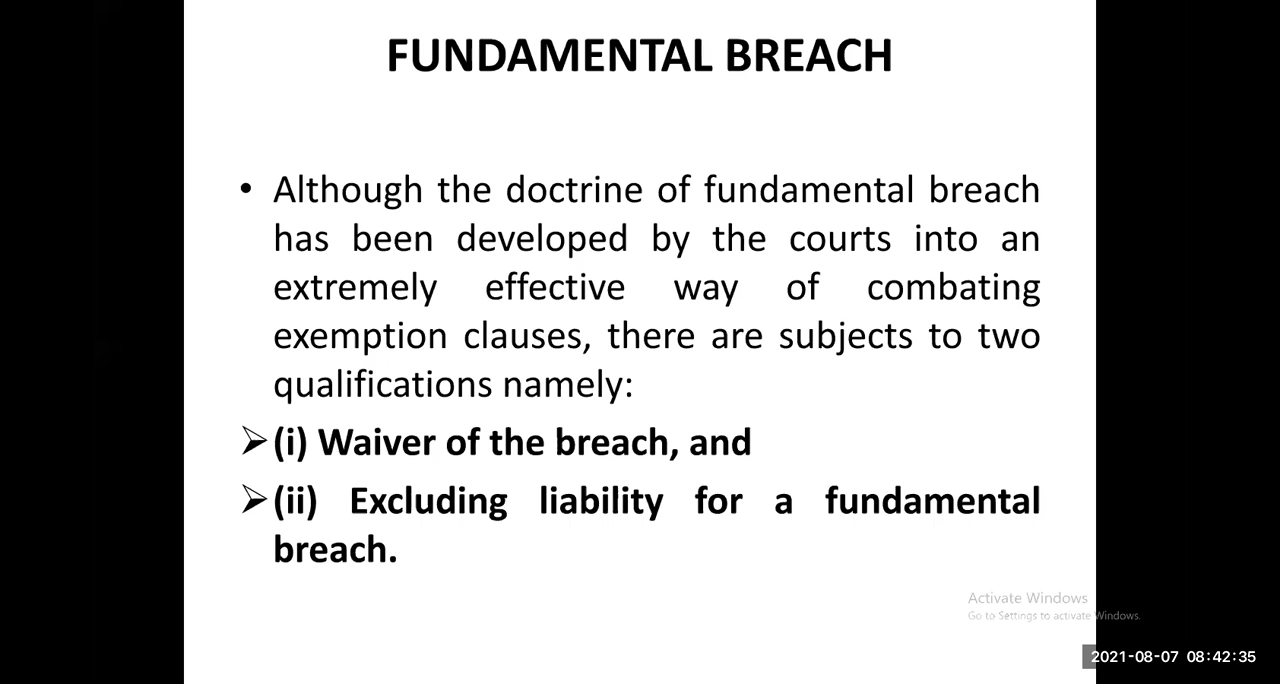 FUNDAMENTAL BREACH
• Although the doctrine of fundamental breach
has been developed by the courts into an
extremely effective way of combating
exemption clauses, there are subjects to two
qualifications namely:
➢(i) Waiver of the breach, and
➢(ii) Excluding liability for a fundamental
breach.
Activate Windows
Go to Settings to activate Windows.
2021-08-07 08:42:35